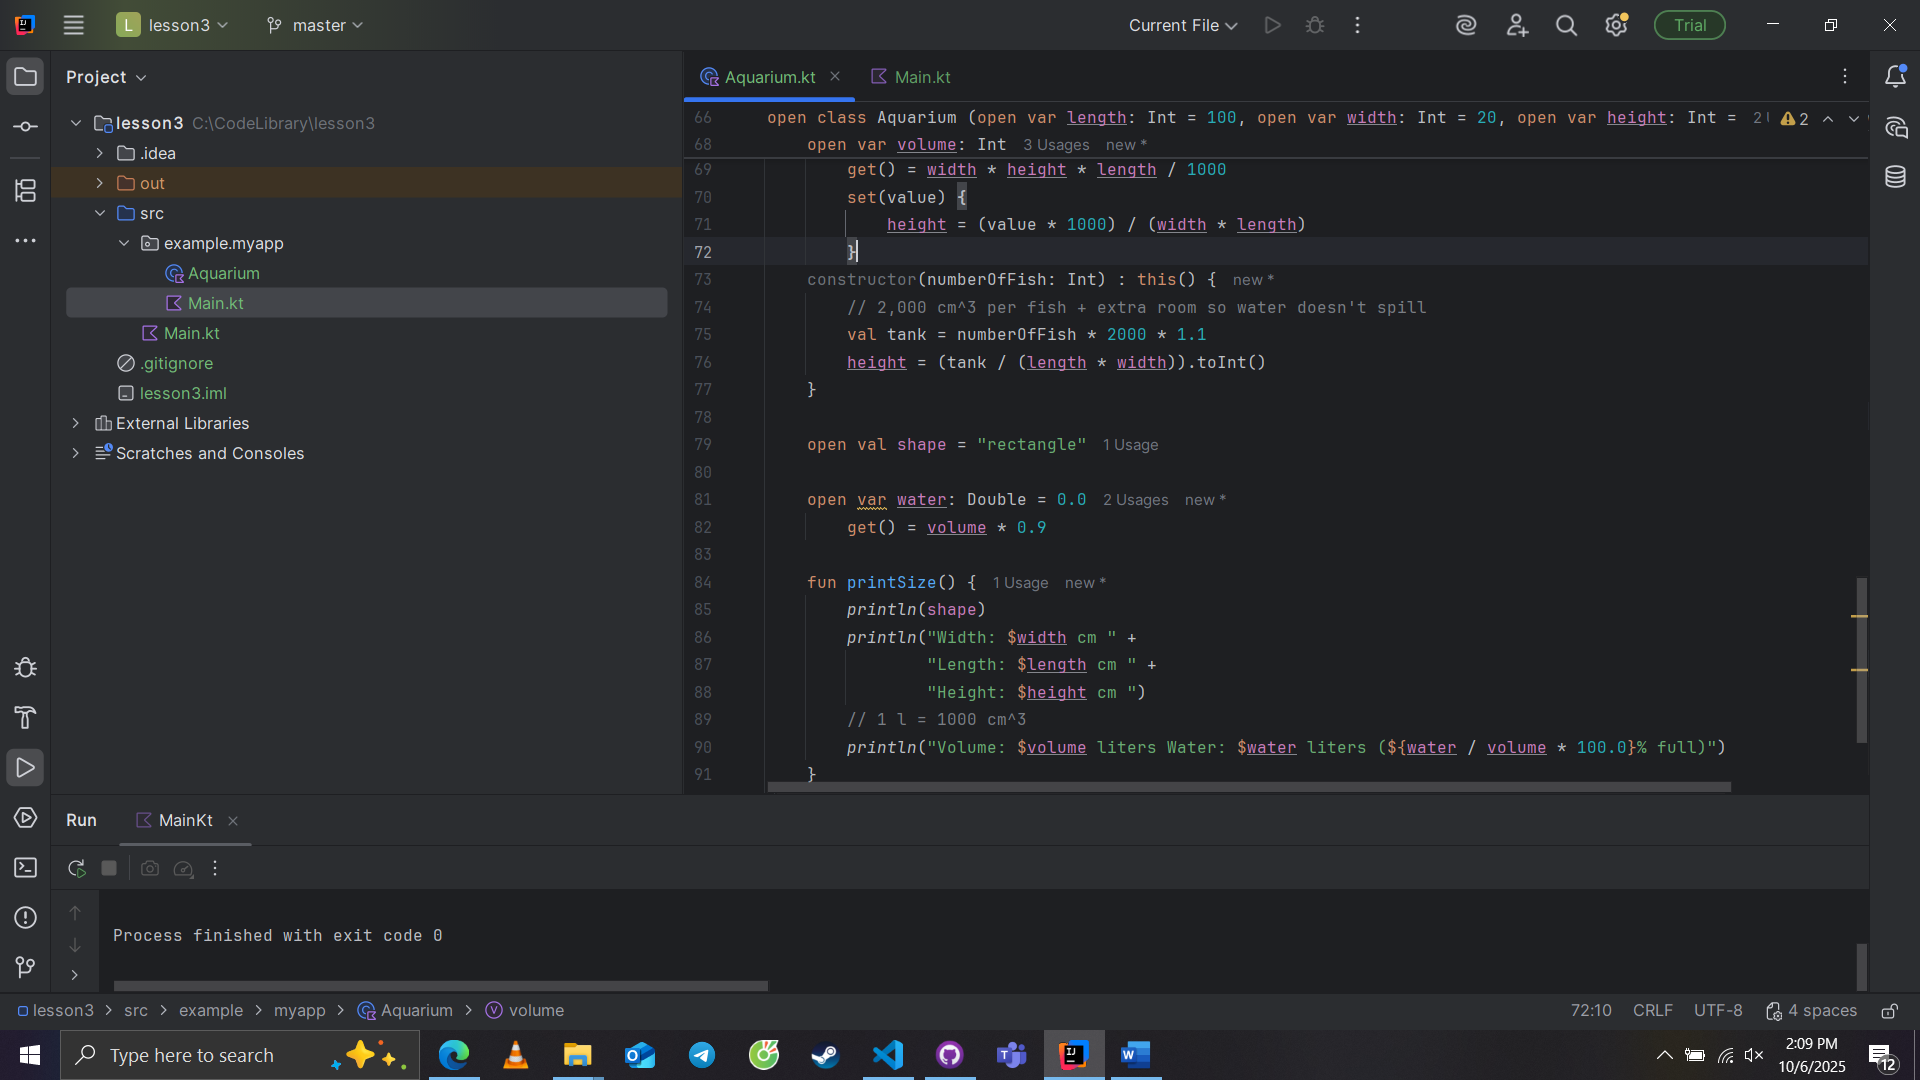 L lesson3 master Current File Trial
Project
lesson3 C:\CodeLibrary\lesson3
.idea
out
src
example.myapp
Aquarium
Main.kt
Main.kt
.gitignore
lesson3.iml
External Libraries
Scratches and Consoles
Aquarium.kt Main.kt
66 open class Aquarium (open var length: Int = 100, open var width: Int = 20, open var height: Int = 2
68 open var volume: Int 3 Usages new *
69 get() = width * height * length / 1000
70 set(value) {
71 height = (value * 1000) / (width * length)
72 }
73 constructor(numberOfFish: Int) : this() { new *
74 // 2,000 cm^3 per fish + extra room so water doesn't spill
75 val tank = numberOfFish * 2000 * 1.1
76 height = (tank / (length * width)).toInt()
77 }
78
79 open val shape = "rectangle" 1 Usage
80
81 open var water: Double = 0.0 2 Usages new *
82 get() = volume * 0.9
83
84 fun printSize() { 1 Usage new *
85 println(shape)
86 println("Width: $width cm " +
87 "Length: $length cm " +
88 "Height: $height cm ")
89 // 1 l = 1000 cm^3
90 println("Volume: $volume liters Water: $water liters (${water / volume * 100.0}% full)")
91 }
2
Run MainKt
Process finished with exit code 0
lesson3 > src > example > myapp > Aquarium > volume 72:10 CRLF UTF-8 4 spaces
Type here to search
2:09 PM
10/6/2025
12